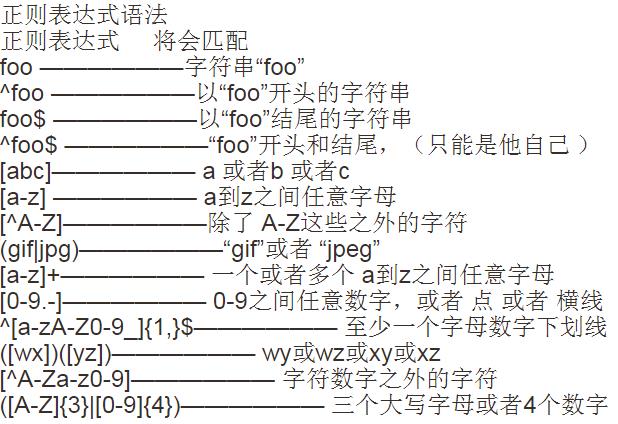 正则表达式语法
正则表达式 将会匹配
foo ——————字符串“foo”
^foo ——————以“foo”开头的字符串
foo$ ——————以“foo”结尾的字符串
^foo$ ——————“foo”开头和结尾，（只能是他自己 ）
[abc]—————— a 或者b 或者c
[a-z] —————— a到z之间任意字母
[^A-Z]——————除了 A-Z这些之外的字符
(gif|jpg)——————“gif”或者 “jpeg”
[a-z]+—————— 一个或者多个 a到z之间任意字母
[0-9.-]—————— 0-9之间任意数字，或者 点 或者 横线
^[a-zA-Z0-9_]{1,}$—————— 至少一个字母数字下划线
([wx])([yz])—————— wy或wz或xy或xz
[^A-Za-z0-9]—————— 字符数字之外的字符
([A-Z]{3}|[0-9]{4})—————— 三个大写字母或者4个数字